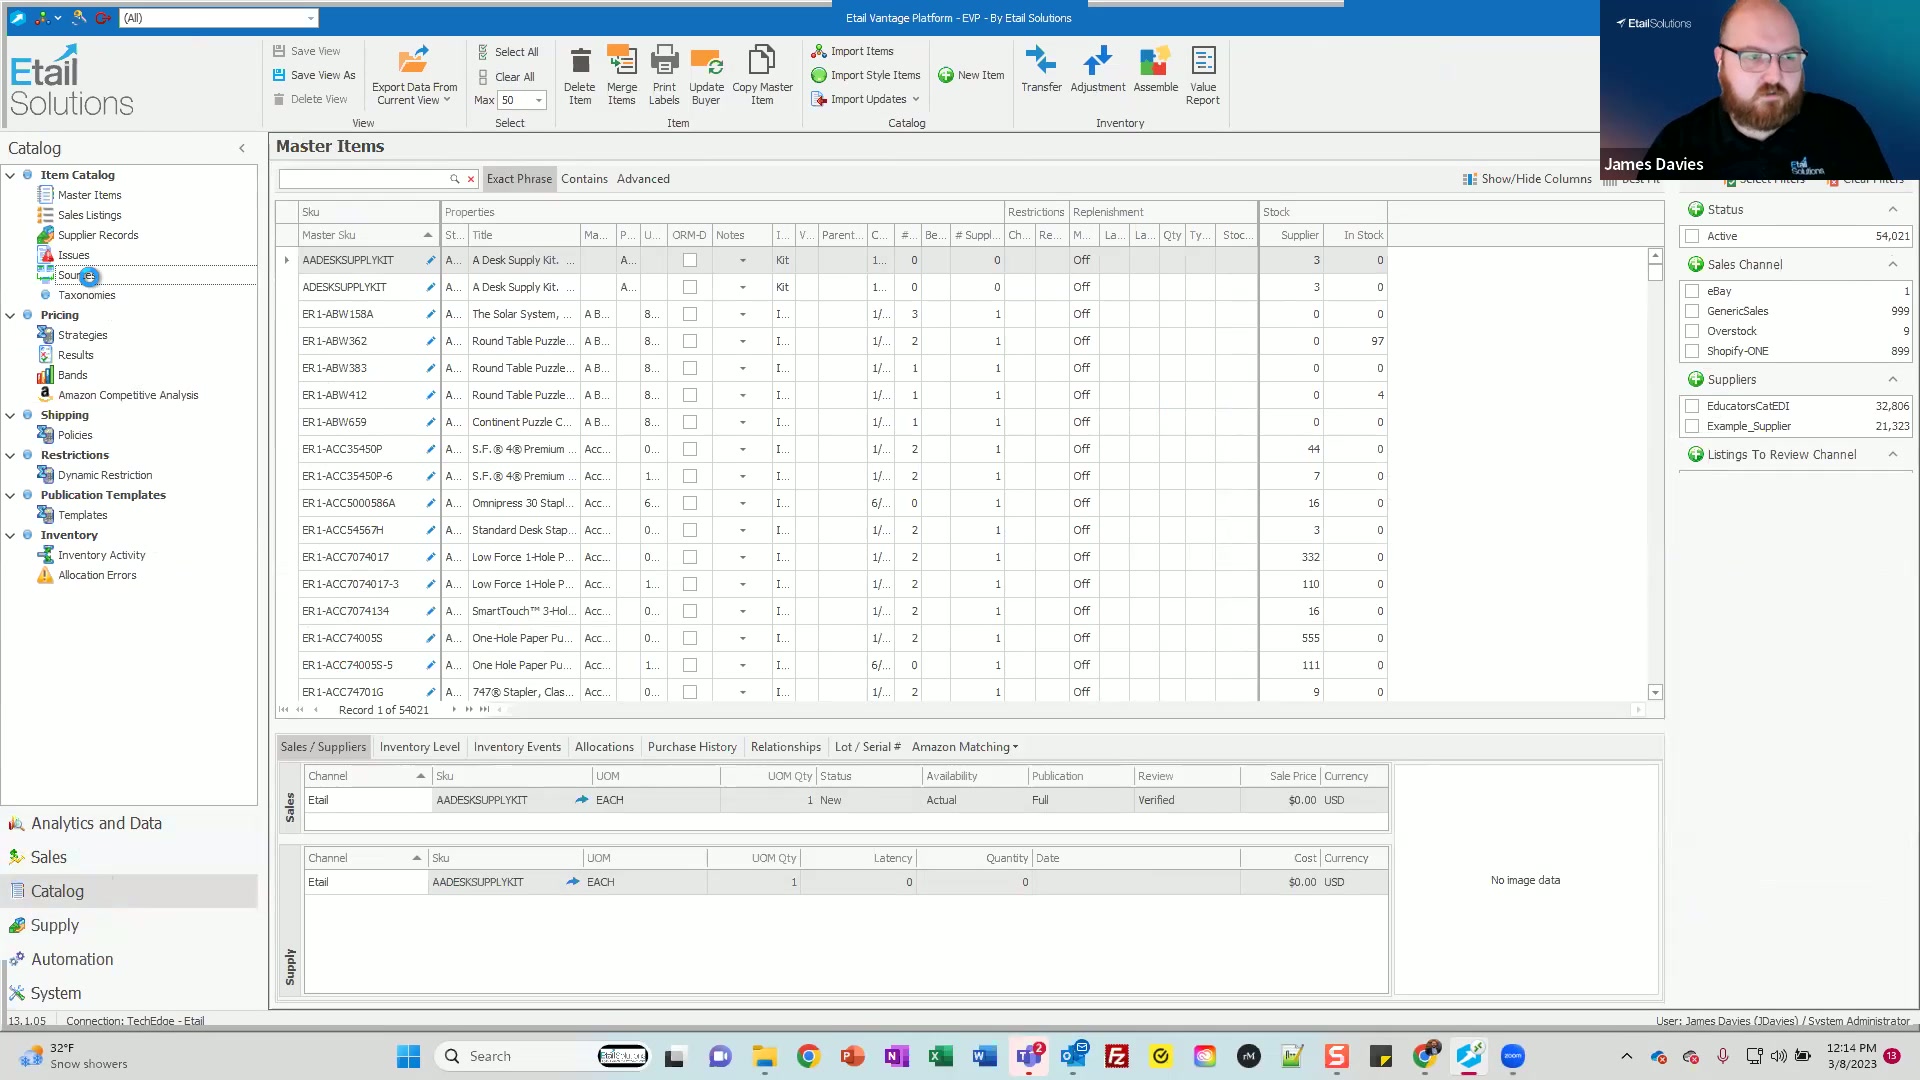 (All)
Etail Vantage Platform - EVP - By Etail Solutions
EtailSolutions
James Davies
Etail
Solutions
Save View
Save View As
Delete View
Export Data From
Current View
View
Select All
Clear All
Max 50
Select
Delete
Item
Merge
Items
Print
Labels
Update
Buyer
Copy Master
Item
Item
Import Items
Import Style Items
Import Updates
Catalog
New Item
Transfer
Adjustment
Assemble
Value
Report
Inventory
Catalog
Item Catalog
Master Items
Sales Listings
Supplier Records
Issues
Sources
Taxonomies
Pricing
Strategies
Results
Bands
Amazon Competitive Analysis
Shipping
Policies
Restrictions
Dynamic Restriction
Publication Templates
Templates
Inventory
Inventory Activity
Allocation Errors
Analytics and Data
Sales
Catalog
Supply
Automation
System
Master Items
Exact Phrase Contains Advanced
Show/Hide Columns
Sku Properties Restrictions Replenishment Stock
Master Sku St... Title Ma... P... U... ORM-D Notes I... V... Parent... C... #... Be... # Suppl... Ch... Re... M... La... La... Qty Ty... Stoc... Supplier In Stock
AADESKSUPPLYKIT A... A Desk Supply Kit. ... A... Kit 1... 0 0 Off 3 0
ADESKSUPPLYKIT A... A Desk Supply Kit. ... A... Kit 1... 0 0 Off 3 0
ER1-ABW158A A... The Solar System, ... A B... 8... I... 1/... 3 1 Off 0 0
ER1-ABW362 A... Round Table Puzzle... A B... 8... I... 1/... 2 1 Off 0 97
ER1-ABW383 A... Round Table Puzzle... A B... 8... I... 1/... 1 1 Off 0 0
ER1-ABW412 A... Round Table Puzzle... A B... 8... I... 1/... 1 1 Off 0 4
ER1-ABW659 A... Continent Puzzle C... A B... 8... I... 1/... 1 1 Off 0 0
ER1-ACC35450P A... S.F.® 4® Premium ... Acc... 0... I... 1/... 2 1 Off 44 0
ER1-ACC35450P-6 A... S.F.® 4® Premium ... Acc... 1... I... 1/... 2 1 Off 7 0
ER1-ACC5000586A A... Omnipress 30 Stapl... Acc... 6... I... 6/... 0 1 Off 16 0
ER1-ACC54567H A... Standard Desk Stap... Acc... 0... I... 1/... 2 1 Off 3 0
ER1-ACC7074017 A... Low Force 1-Hole P... Acc... 0... I... 1/... 2 1 Off 332 0
ER1-ACC7074017-3 A... Low Force 1-Hole P... Acc... 1... I... 1/... 2 1 Off 110 0
ER1-ACC7074134 A... SmartTouch™ 3-Hol... Acc... 0... I... 1/... 2 1 Off 16 0
ER1-ACC74005S A... One-Hole Paper Pu... Acc... 0... I... 1/... 2 1 Off 555 0
ER1-ACC74005S-5 A... One Hole Paper Pu... Acc... 1... I... 6/... 0 1 Off 111 0
ER1-ACC74701G A... 747® Stapler, Clas... Acc... 0... I... 1/... 2 1 Off 9 0
Record 1 of 54021
Sales / Suppliers Inventory Level Inventory Events Allocations Purchase History Relationships Lot / Serial # Amazon Matching
Sales
Channel Sku UOM UOM Qty Status Availability Publication Review Sale Price Currency
Etail AADESKSUPPLYKIT EACH 1 New Actual Full Verified $0.00 USD
Supply
Channel Sku UOM UOM Qty Latency Quantity Date Cost Currency
Etail AADESKSUPPLYKIT EACH 1 0 0 $0.00 USD
No image data
Status
Active 54,021
Sales Channel
eBay 1
GenericSales 999
Overstock 9
Shopify-ONE 899
Suppliers
EducatorsCatEDI 32,806
Example_Supplier 21,323
Listings To Review Channel
13.1.05 Connection: TechEdge - Etail
User: James Davies (JDavies) / System Administrator
32°F
Snow showers
Search
12:14 PM
3/8/2023
13